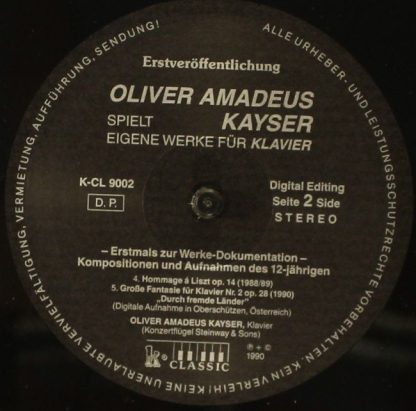 ALLE URHEBER- UND LEISTUNGSSCHUTZRECHTE VORBEHALTEN. KEIN VERLEIH! KEINE UNERLAUBTE VERVIELFÄLTIGUNG, VERMIETUNG, AUFFÜHRUNG, SENDUNG!
Erstveröffentlichung
OLIVER AMADEUS
SPIELT KAYSER
EIGENE WERKE FÜR KLAVIER
K-CL 9002
D. P.
Digital Editing
Seite 2 Side
STEREO
– Erstmals zur Werke-Dokumentation –
Kompositionen und Aufnahmen des 12-jährigen
4. Hommage á Liszt op. 14 (1988/89)
5. Große Fantasie für Klavier Nr. 2 op. 28 (1990)
„Durch fremde Länder"
(Digitale Aufnahme in Oberschützen, Österreich)
OLIVER AMADEUS KAYSER, Klavier
(Konzertflügel Steinway & Sons)
k
CLASSIC
℗ + ©
1990